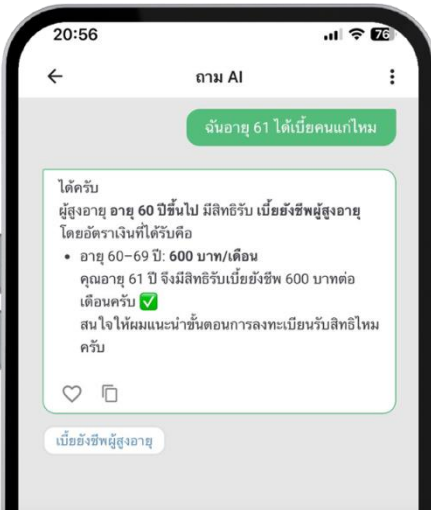 20:56
76
ถาม AI
ฉันอายุ 61 ได้เบี้ยคนแก่ไหม
ได้ครับ
ผู้สูงอายุ อายุ 60 ปีขึ้นไป มีสิทธิรับ เบี้ยยังชีพผู้สูงอายุ
โดยอัตราเงินที่ได้รับคือ
• อายุ 60–69 ปี: 600 บาท/เดือน
คุณอายุ 61 ปี จึงมีสิทธิรับเบี้ยยังชีพ 600 บาทต่อ
เดือนครับ ✅
สนใจให้ผมแนะนำขั้นตอนการลงทะเบียนรับสิทธิไหม
ครับ
เบี้ยยังชีพผู้สูงอายุ